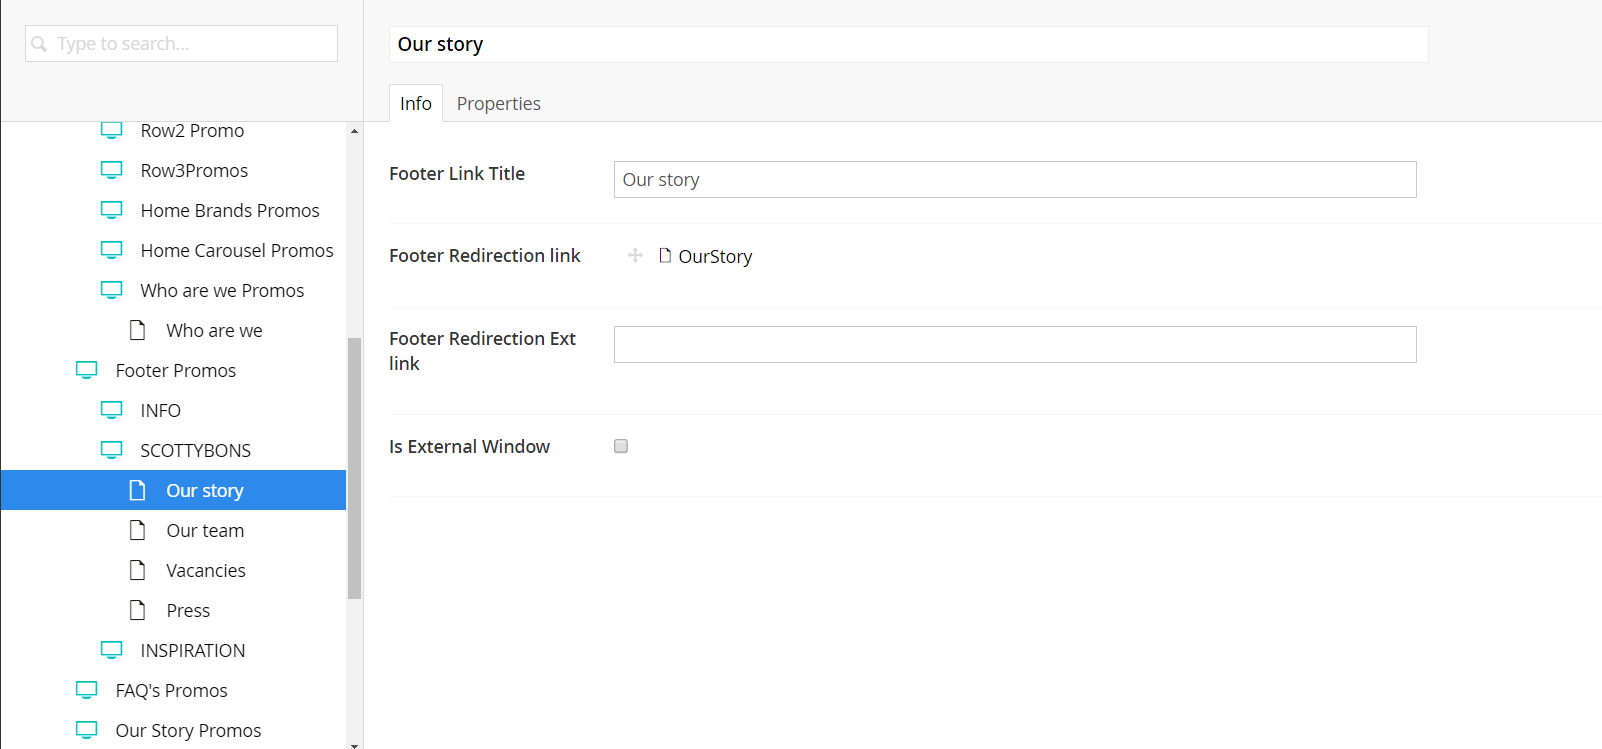 Type to search...
Row2 Promo
Row3Promos
Home Brands Promos
Home Carousel Promos
Who are we Promos
Who are we
Footer Promos
INFO
SCOTTYBONS
Our story
Our team
Vacancies
Press
INSPIRATION
FAQ's Promos
Our Story Promos
Our story
Info Properties
Footer Link Title Our story
Footer Redirection link OurStory
Footer Redirection Ext
link
Is External Window